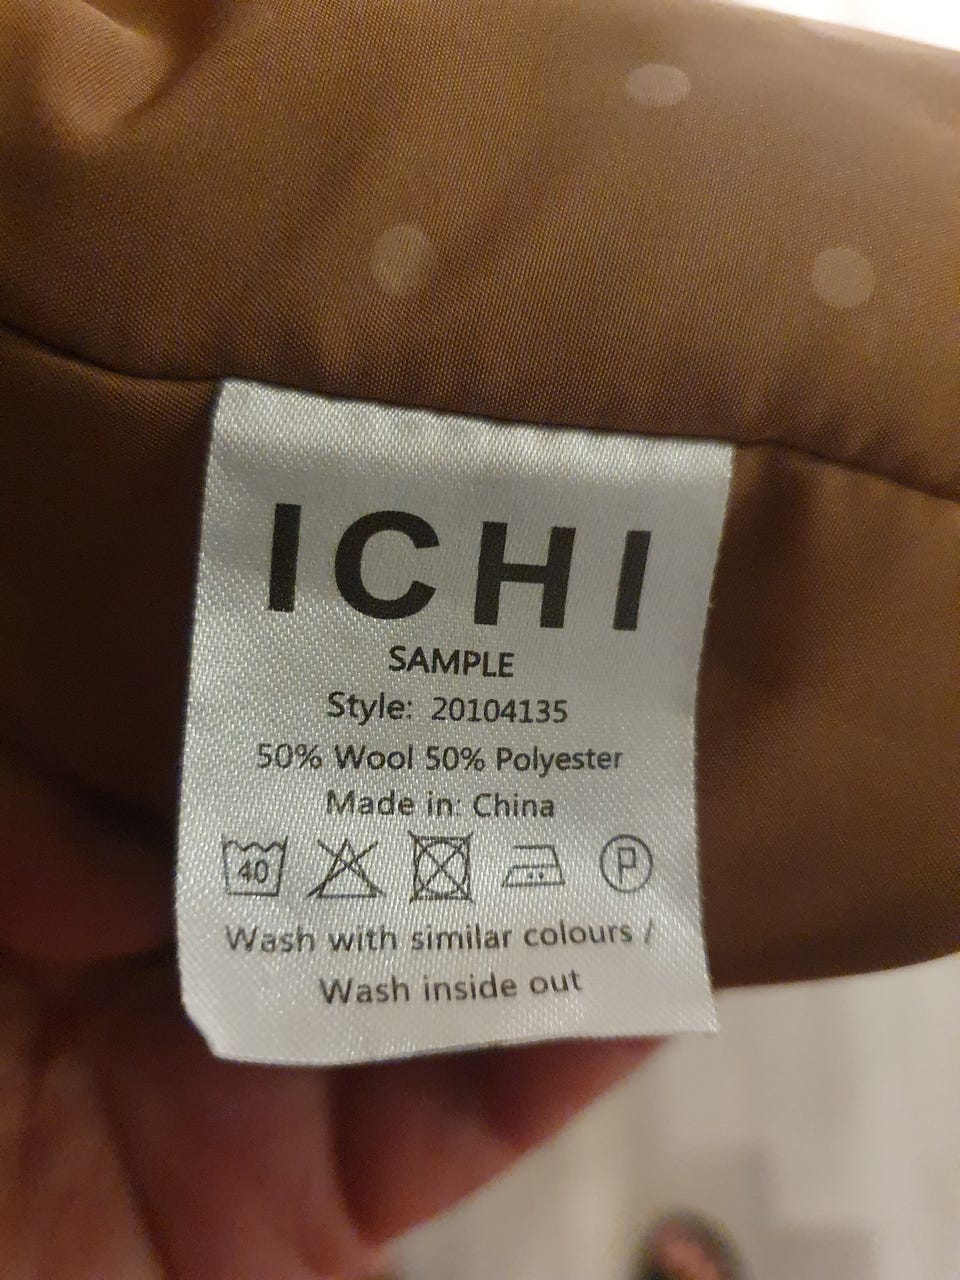 ICHI
SAMPLE
Style: 20104135
50% Wool 50% Polyester
Made in: China
40 P
Wash with similar colours /
Wash inside out